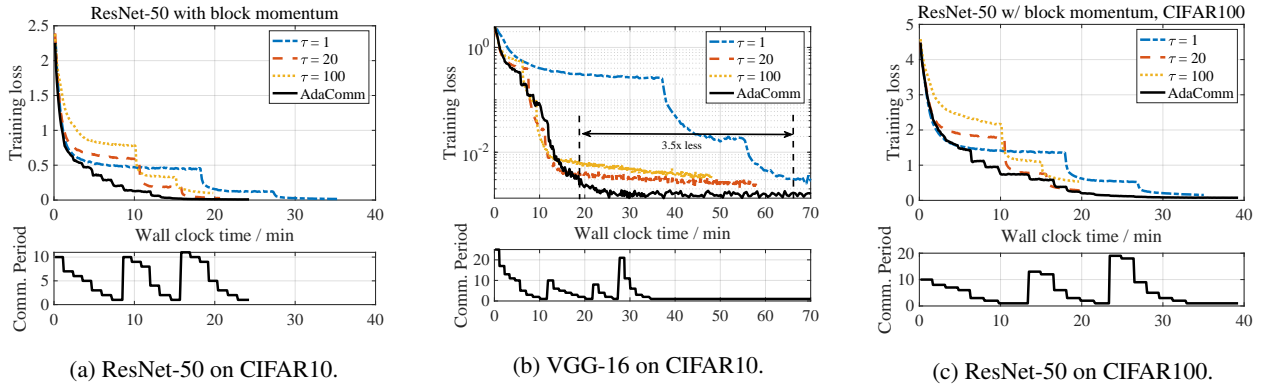 ResNet-50 with block momentum
2.5
2
1.5
1
0.5
0
Training loss
τ = 1
τ = 20
τ = 100
AdaComm
0 10 20 30 40
Wall clock time / min
10
5
0
Comm. Period
0 10 20 30 40
(a) ResNet-50 on CIFAR10.
10^0
10^-2
Training loss
τ = 1
τ = 20
τ = 100
AdaComm
3.5x less
0 10 20 30 40 50 60 70
Wall clock time / min
20
10
0
Comm. Period
0 10 20 30 40 50 60 70
(b) VGG-16 on CIFAR10.
ResNet-50 w/ block momentum, CIFAR100
5
4
3
2
1
0
Training loss
τ = 1
τ = 20
τ = 100
AdaComm
0 10 20 30 40
Wall clock time / min
20
10
0
Comm. Period
0 10 20 30 40
(c) ResNet-50 on CIFAR100.